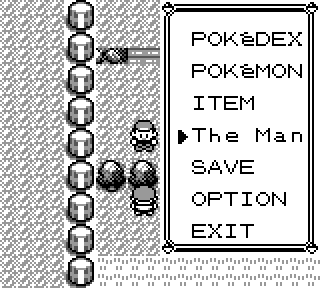 POKéDEX
POKéMON
ITEM
The Man
SAVE
OPTION
EXIT